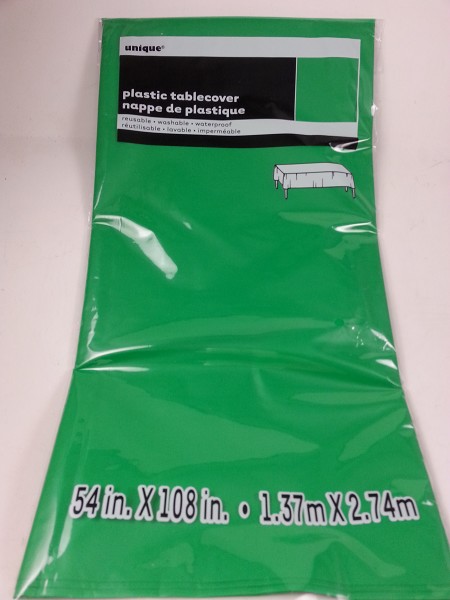 unique®
plastic tablecover
nappe de plastique
reusable • washable • waterproof
réutilisable • lavable • imperméable
54 in. X 108 in. • 1.37m X 2.74m